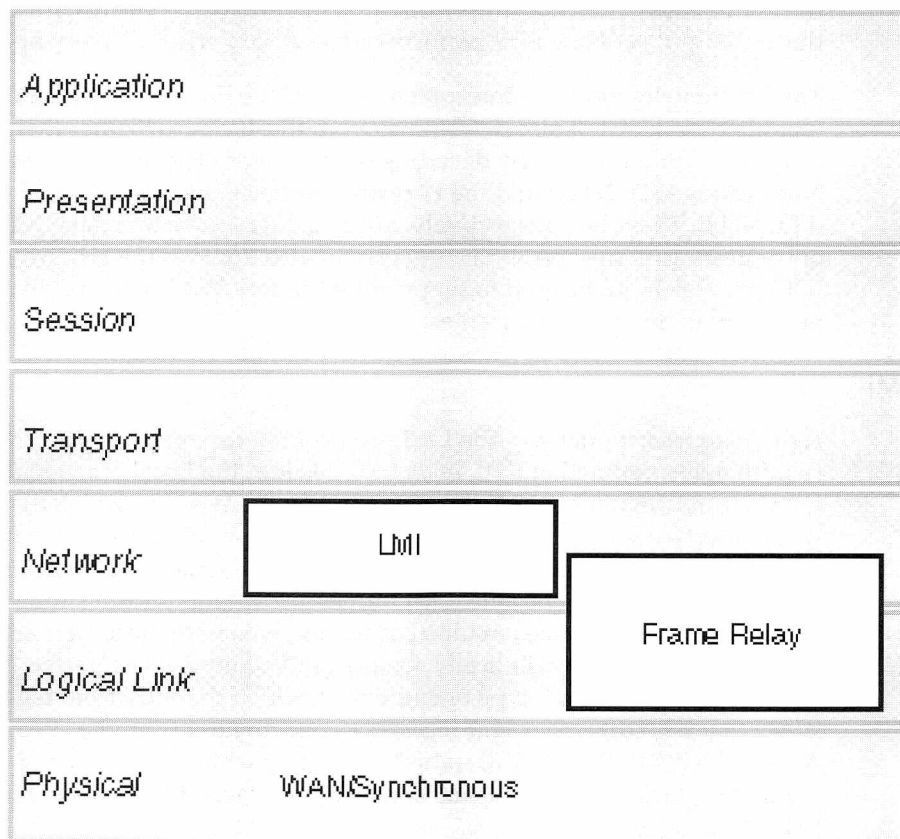 Application
Presentation
Session
Transport
Network
LMI
Frame Relay
Logical Link
Physical
WAN/Synchronous